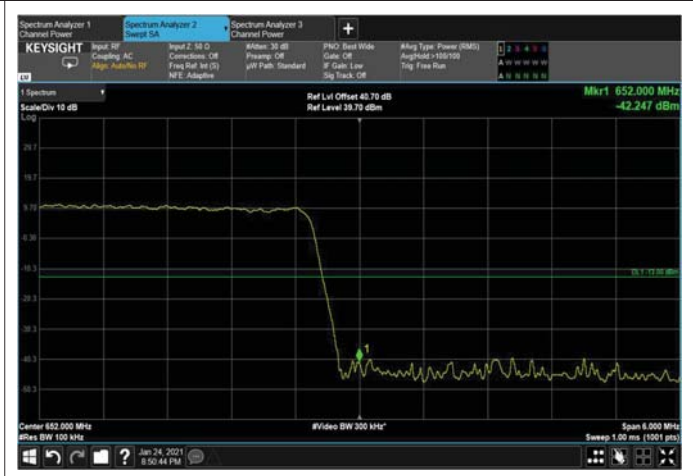 Spectrum Analyzer 1
Channel Power
Spectrum Analyzer 2
Swept SA
Spectrum Analyzer 3
Channel Power
+
KEYSIGHT
Input: RF
Coupling: AC
Align: Auto/No RF
Input Z: 50 Ω
Corrections: Off
Freq Ref: Int (S)
NFE: Adaptive
#Atten: 30 dB
Preamp: Off
µW Path: Standard
PNO: Best Wide
Gate: Off
IF Gain: Low
Sig Track: Off
#Avg Type: Power (RMS)
Avg|Hold:>100/100
Trig: Free Run
1 2 3 4 5 6
A W W W W W
A N N N N N
LV
1 Spectrum
Scale/Div 10 dB
Log
Ref Lvl Offset 40.70 dB
Ref Level 39.70 dBm
Mkr1 652.000 MHz
-42.247 dBm
29.7
19.7
9.70
-0.30
-10.3
DL1 -13.00 dBm
-20.3
-30.3
1
-40.3
-50.3
Center 652.000 MHz
#Res BW 100 kHz
#Video BW 300 kHz*
Span 6.000 MHz
Sweep 1.00 ms (1001 pts)
? Jan 24, 2021
8:50:44 PM